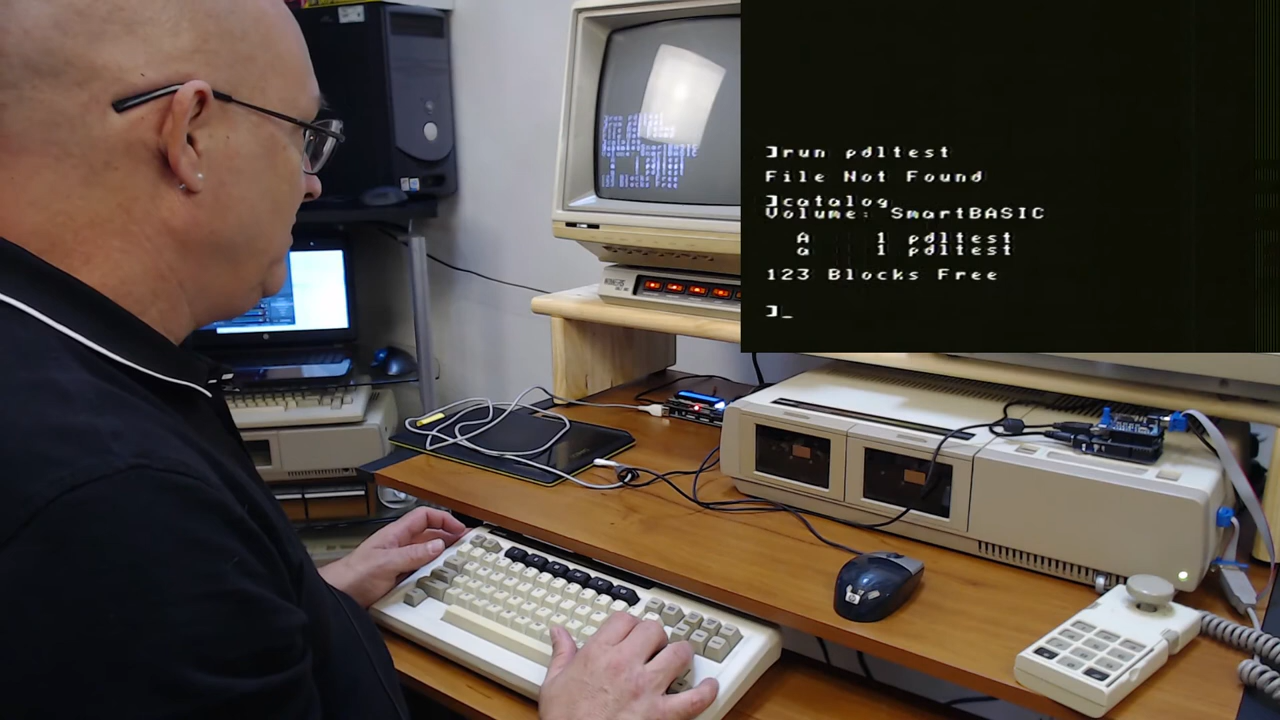 ]run pdltest
File Not Found
]catalog
Volume: SmartBASIC
A 1 pdltest
a 1 pdltest
123 Blocks Free
]_